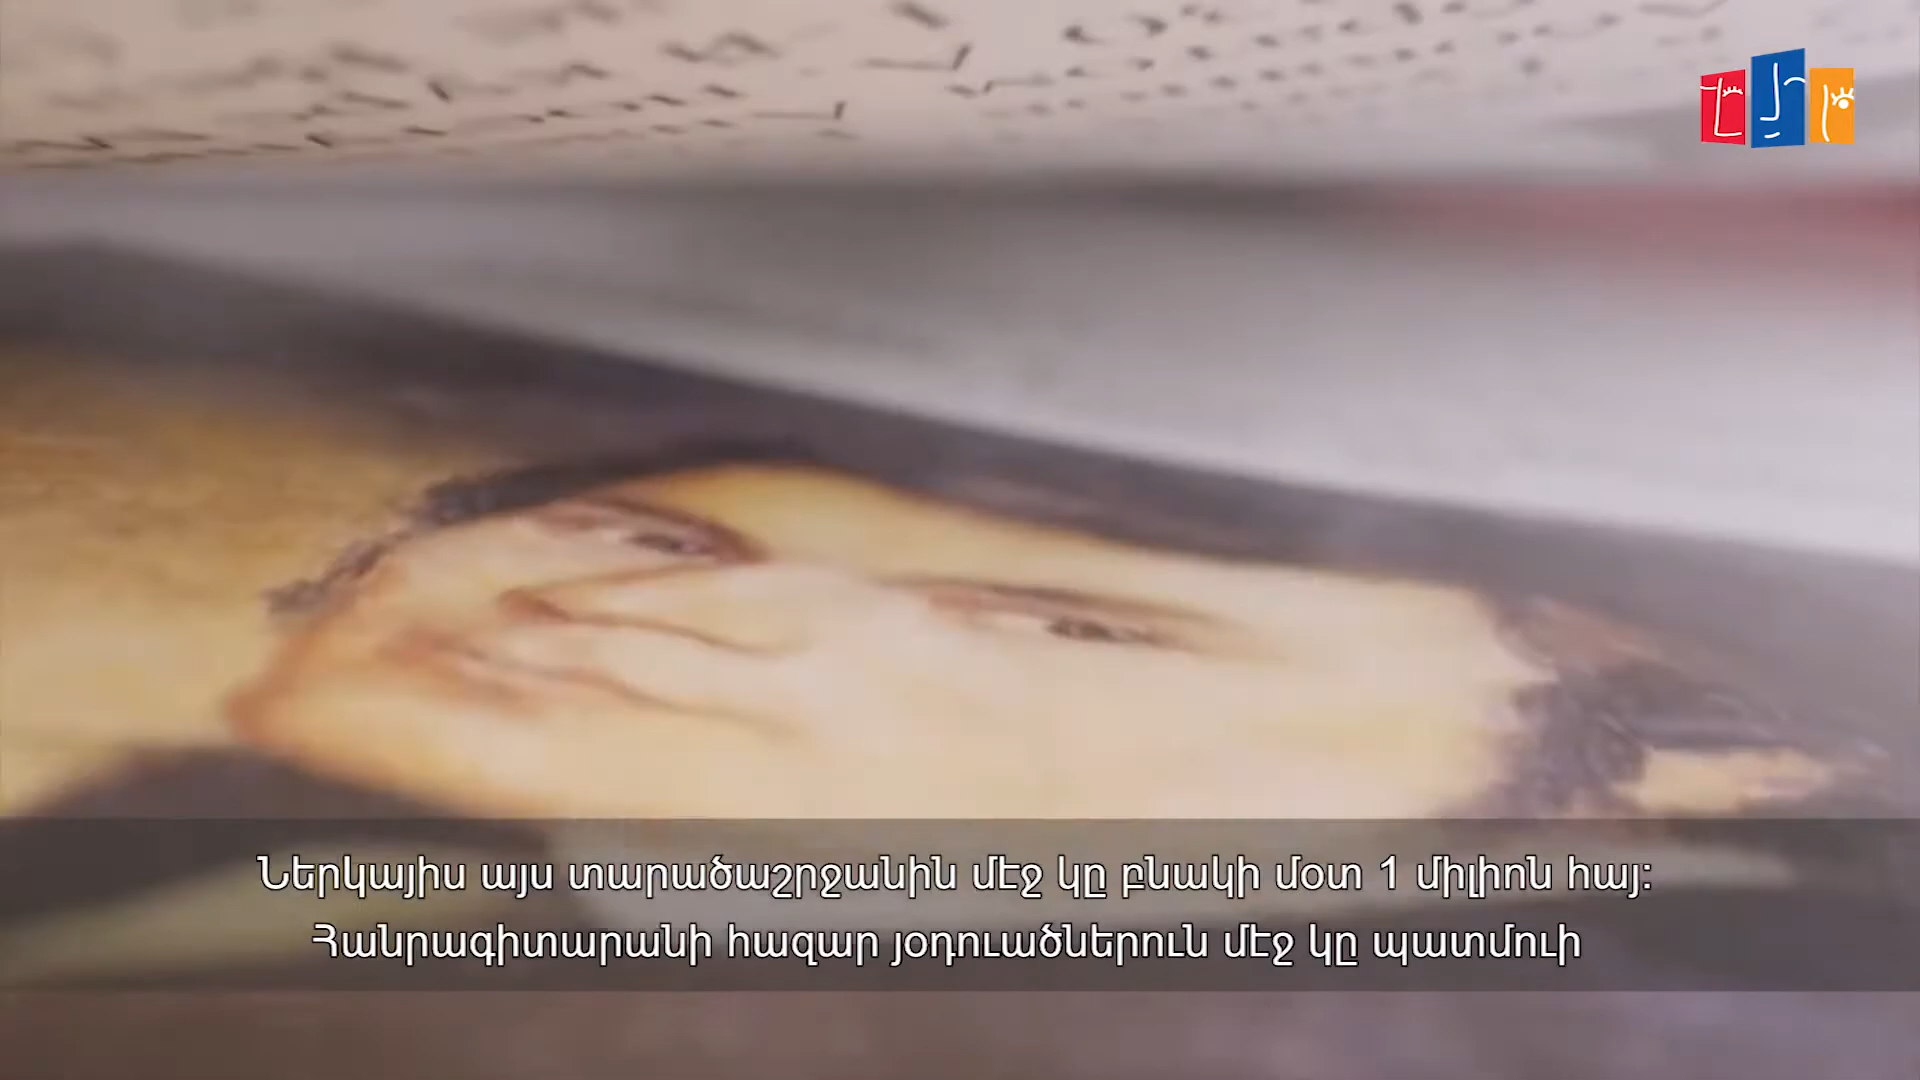 Ներկայիս այս տարածաշրջանին մէջ կը բնակի մօտ 1 միլիոն հայ:
Հանրագիտարանի հազար յօդուածներուն մէջ կը պատմուի